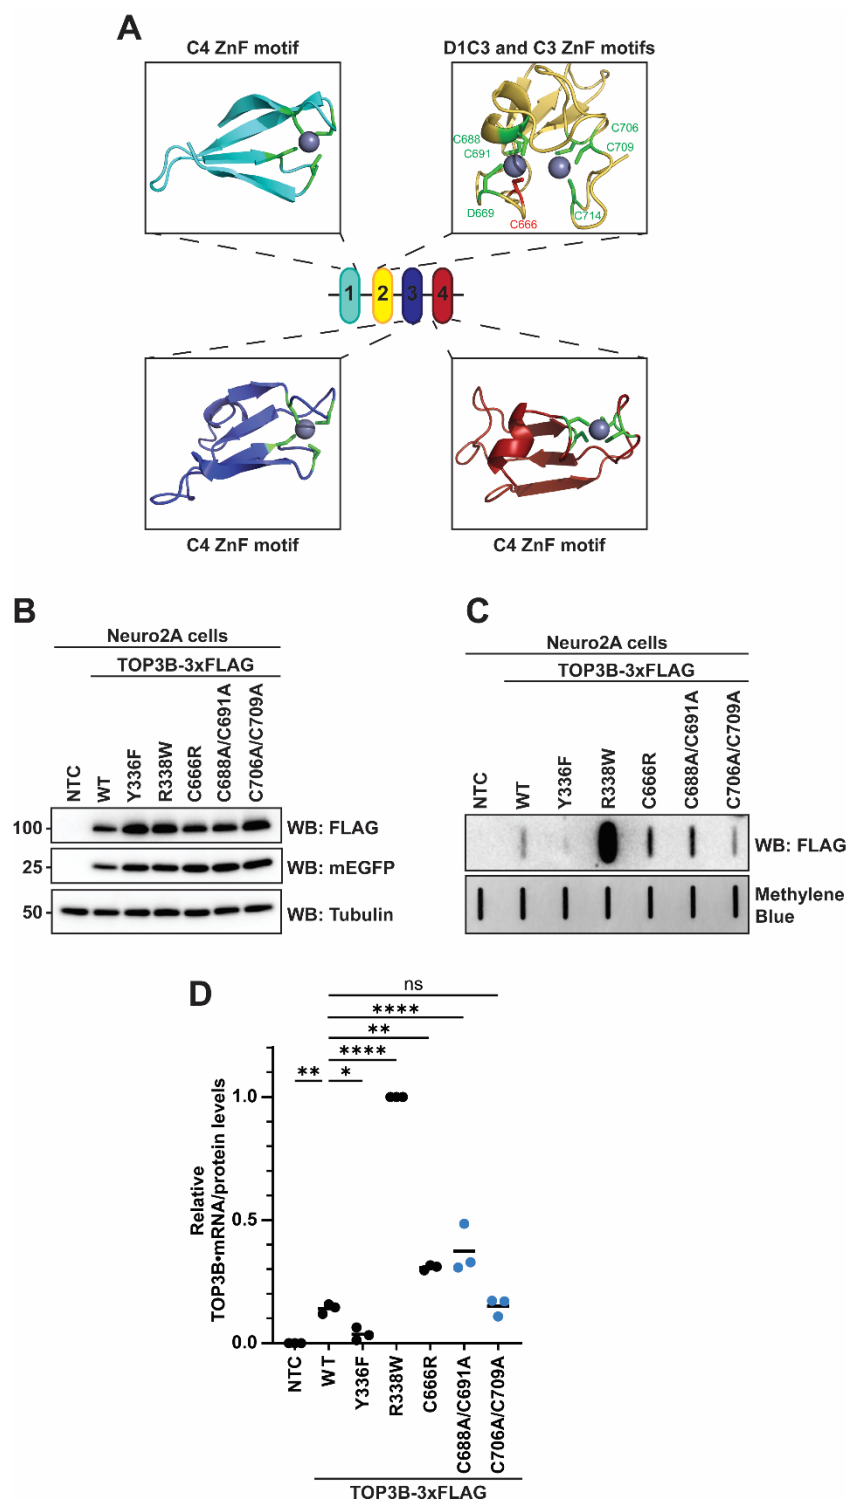 A
C4 ZnF motif
D1C3 and C3 ZnF motifs
C688
C691
C706
C709
D669
C666
C714
1
2
3
4
C4 ZnF motif
C4 ZnF motif
B
Neuro2A cells
TOP3B-3xFLAG
NTC
WT
Y336F
R338W
C666R
C688A/C691A
C706A/C709A
100
WB: FLAG
25
WB: mEGFP
50
WB: Tubulin
C
Neuro2A cells
TOP3B-3xFLAG
NTC
WT
Y336F
R338W
C666R
C688A/C691A
C706A/C709A
WB: FLAG
Methylene
Blue
D
ns
****
**
****
** *
Relative
TOP3B•mRNA/protein levels
1.0
0.5
0.0
NTC
WT
Y336F
R338W
C666R
C688A/C691A
C706A/C709A
TOP3B-3xFLAG